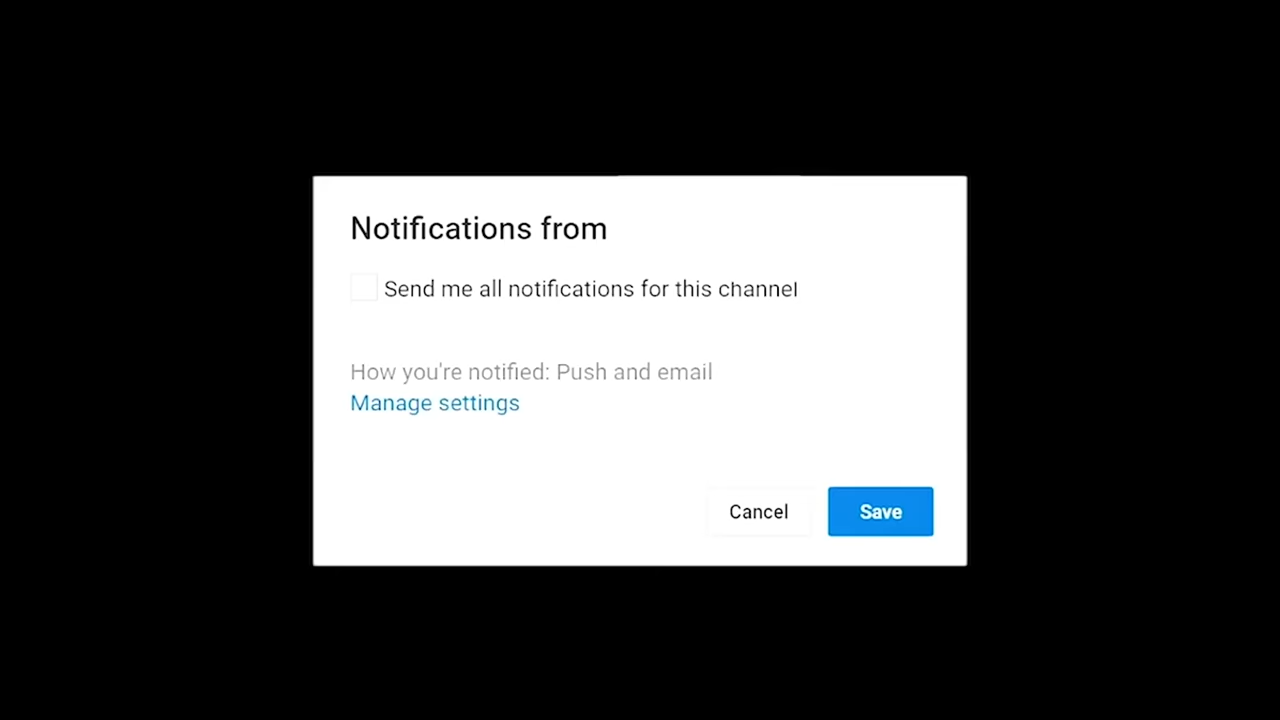 Notifications from
Send me all notifications for this channel
How you're notified: Push and email
Manage settings
Cancel
Save